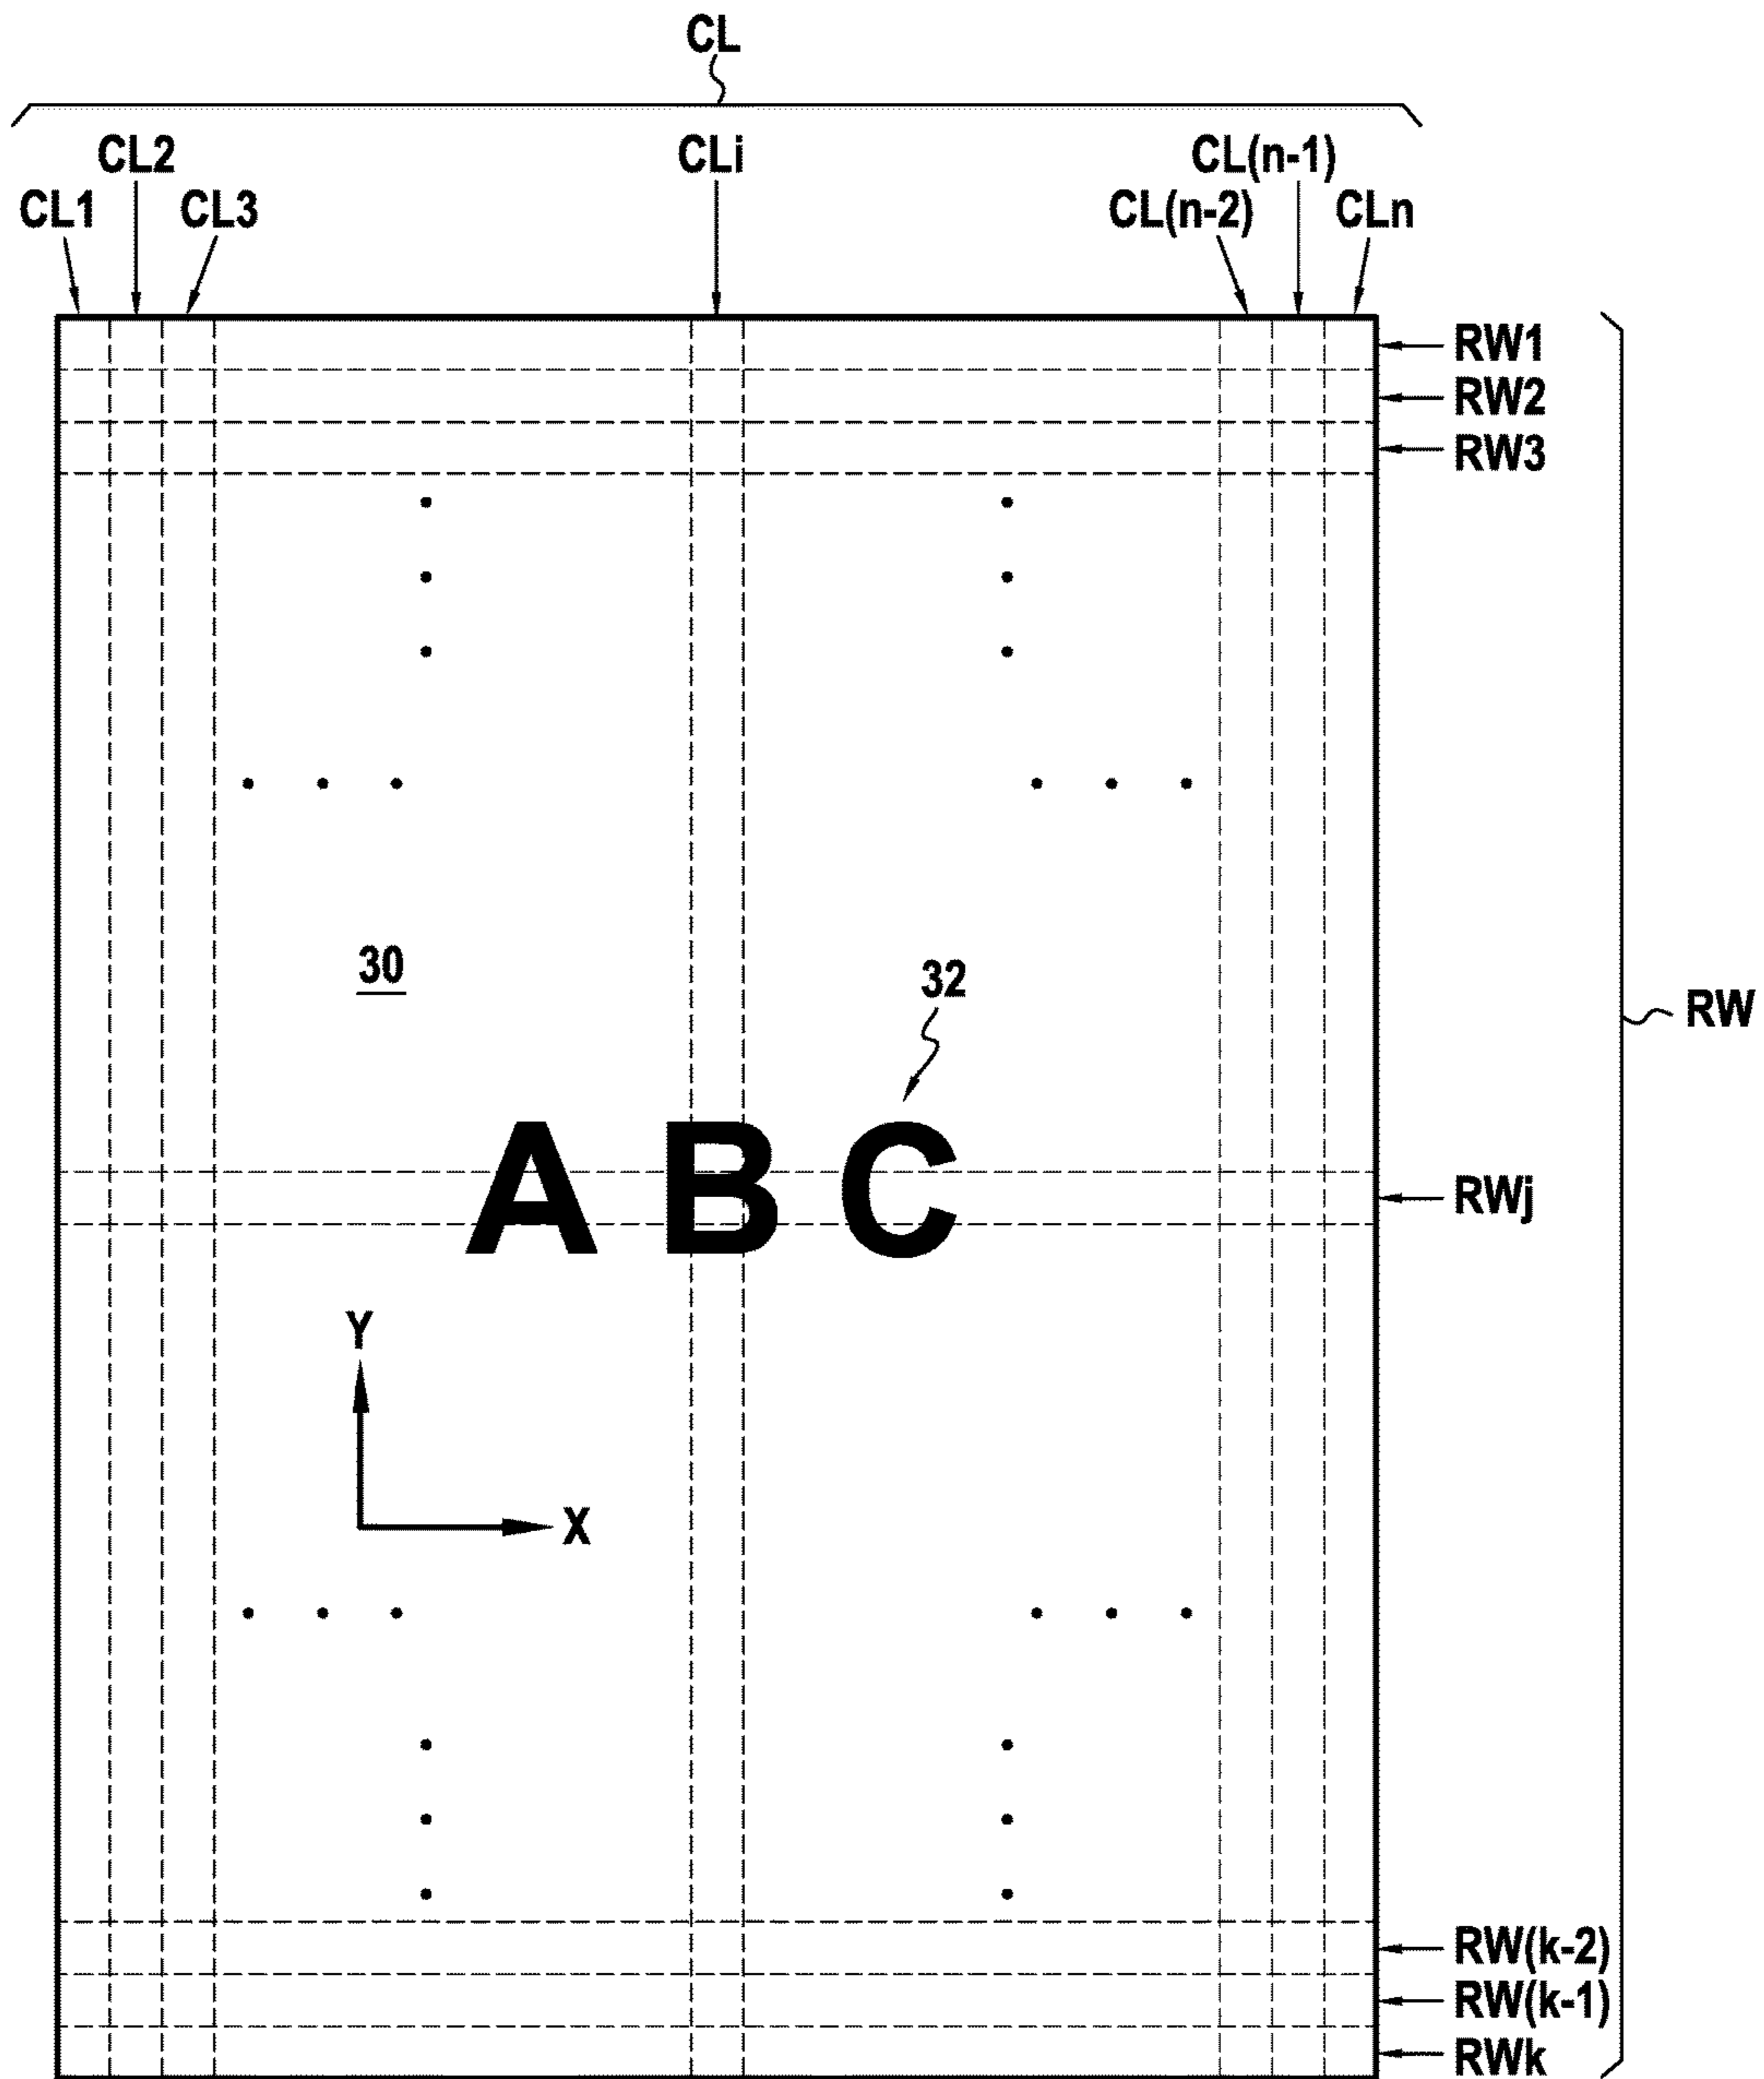 CL
CL2 CLi CL(n-1)
CL1 CL3 CL(n-2) CLn
RW1
RW2
RW3
30 32
RW
A B C
RWj
Y
X
RW(k-2)
RW(k-1)
RWk